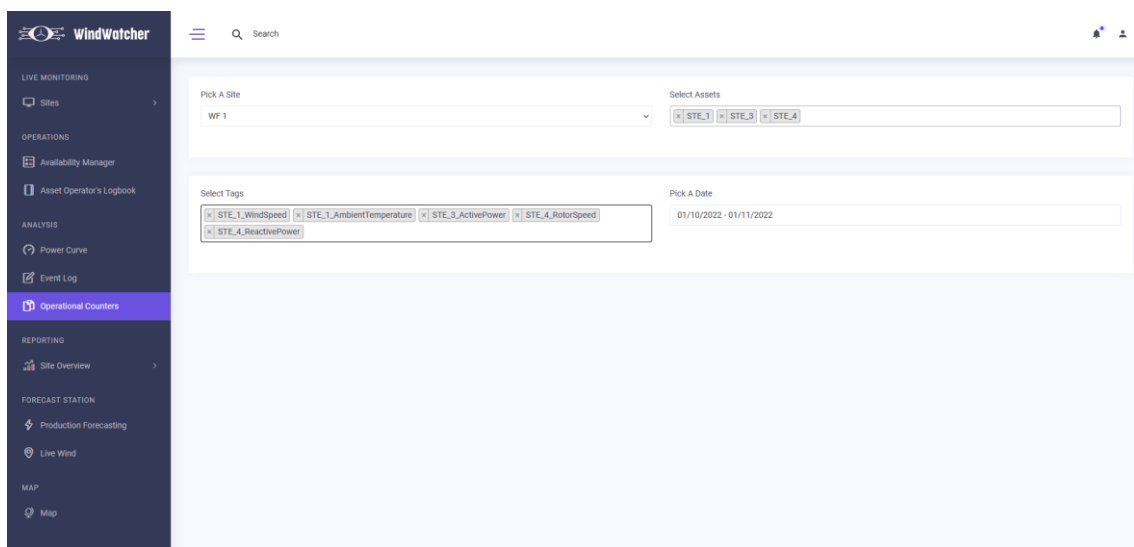 WindWatcher
Search
LIVE MONITORING
Sites
OPERATIONS
Availability Manager
Asset Operator's Logbook
ANALYSIS
Power Curve
Event Log
Operational Counters
REPORTING
Site Overview
FORECAST STATION
Production Forecasting
Live Wind
MAP
Map
Pick A Site
WF 1
Select Assets
× STE_1 × STE_3 × STE_4
Select Tags
× STE_1_WindSpeed × STE_1_AmbientTemperature × STE_3_ActivePower × STE_4_RotorSpeed
× STE_4_ReactivePower
Pick A Date
01/10/2022 - 01/11/2022